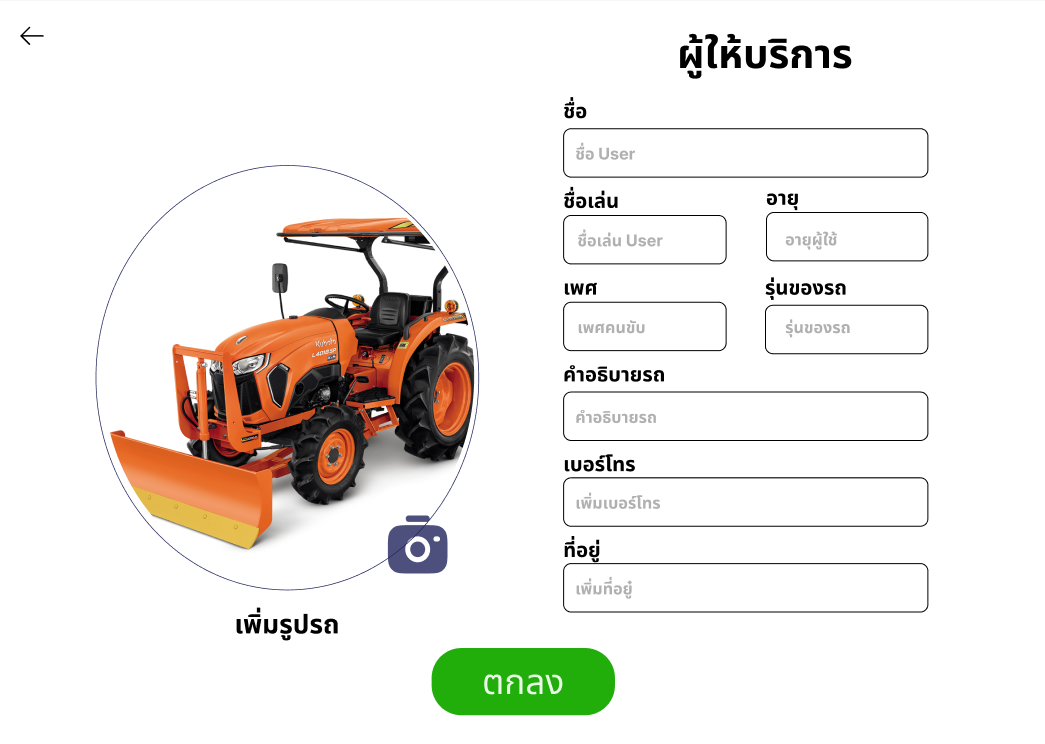 ผู้ให้บริการ
ชื่อ
ชื่อ User
ชื่อเล่น
อายุ
ชื่อเล่น User
อายุผู้ใช้
เพศ
รุ่นของรถ
เพศคนขับ
รุ่นของรถ
คำอธิบายรถ
คำอธิบายรถ
เบอร์โทร
เพิ่มเบอร์โทร
ที่อยู่
เพิ่มที่อยู๋
Kubota
เพิ่มรูปรถ
ตกลง